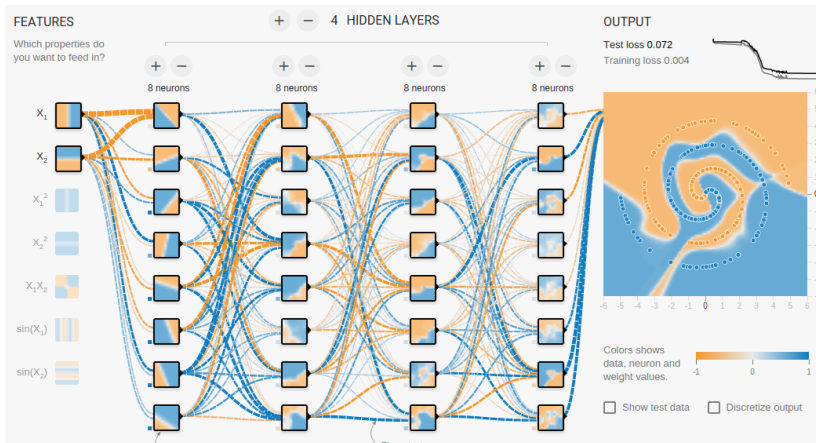 FEATURES
Which properties do
you want to feed in?
+ − 4 HIDDEN LAYERS
OUTPUT
Test loss 0.072
Training loss 0.004
+ − + − + − + −
8 neurons 8 neurons 8 neurons 8 neurons
X1
X2
X1²
X2²
X1X2
sin(X1)
sin(X2)
-6 -5 -4 -3 -2 -1 0 1 2 3 4 5 6
Colors shows
data, neuron and
weight values.
-1 0 1
Show test data Discretize output